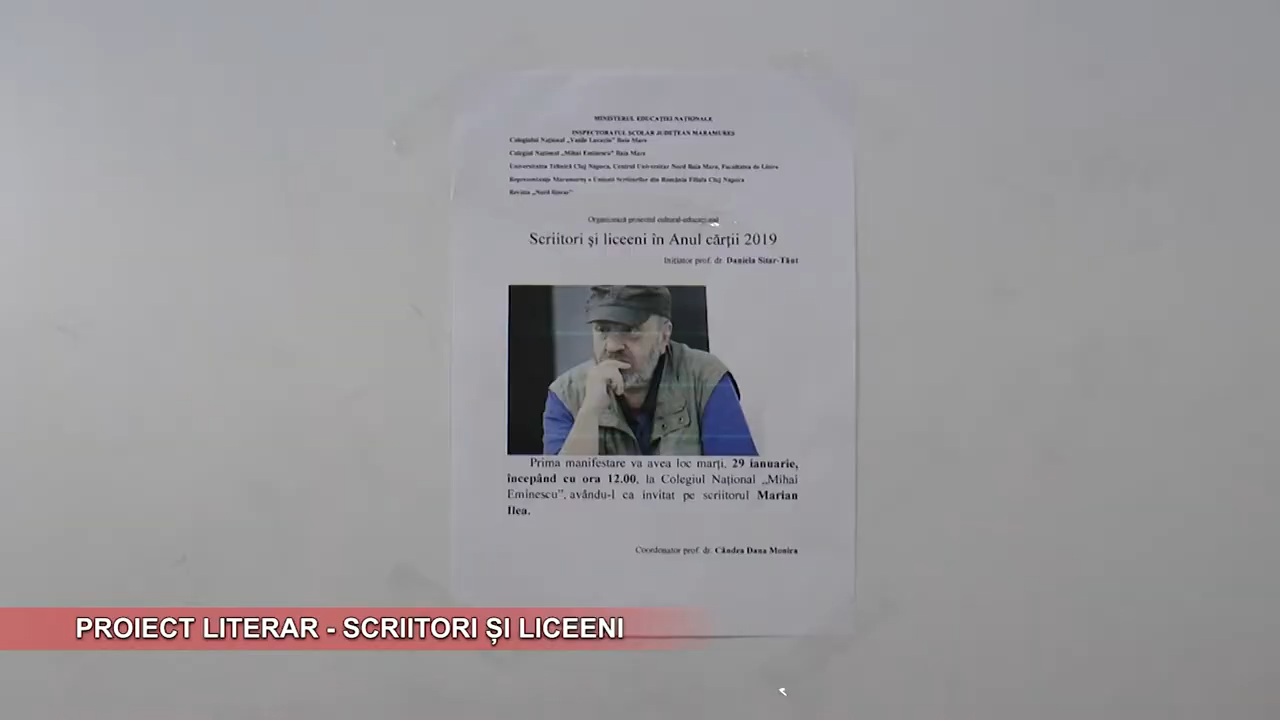 MINISTERUL EDUCAȚIEI NAȚIONALE
INSPECTORATUL ȘCOLAR JUDEȚEAN MARAMUREȘ
Colegiului Național „Vasile Lucaciu" Baia Mare
Colegiul Național „Mihai Eminescu" Baia Mare
Universitatea Tehnică Cluj Napoca, Centrul Universitar Nord Baia Mare, Facultatea de Litere
Reprezentanța Maramureș a Uniunii Scriitorilor din România Filiala Cluj Napoca
Revista „Nord literar"
Organizează proiectul cultural-educațional
Scriitori și liceeni în Anul cărții 2019
Inițiator prof. dr. Daniela Sitar-Tăut
Prima manifestare va avea loc marți, 29 ianuarie,
începând cu ora 12.00, la Colegiul Național „Mihai
Eminescu", avându-l ca invitat pe scriitorul Marian
Ilea.
Coordonator prof. dr. Cândea Dana Monica
PROIECT LITERAR - SCRIITORI ȘI LICEENI